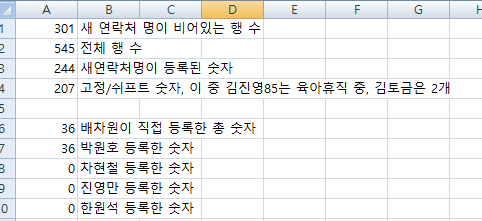 A B C D E F G H
1 301 새 연락처 명이 비어있는 행 수
2 545 전체 행 수
3 244 새연락처명이 등록된 숫자
4 207 고정/쉬프트 숫자, 이 중 김진영85는 육아휴직 중, 김토금은 2개
5
6 36 배차원이 직접 등록한 총 숫자
7 36 박원호 등록한 숫자
8 0 차현철 등록한 숫자
9 0 진영만 등록한 숫자
0 0 한원석 등록한 숫자